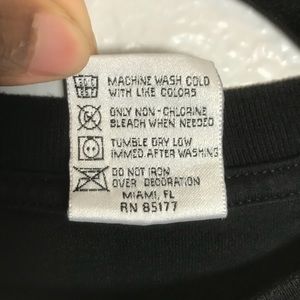 MACHINE WASH COLD
WITH LIKE COLORS
ONLY NON-CHLORINE
BLEACH WHEN NEEDED
TUMBLE DRY LOW
IMMED. AFTER WASHING
DO NOT IRON
OVER DECORATION
MIAMI, FL
RN 85177